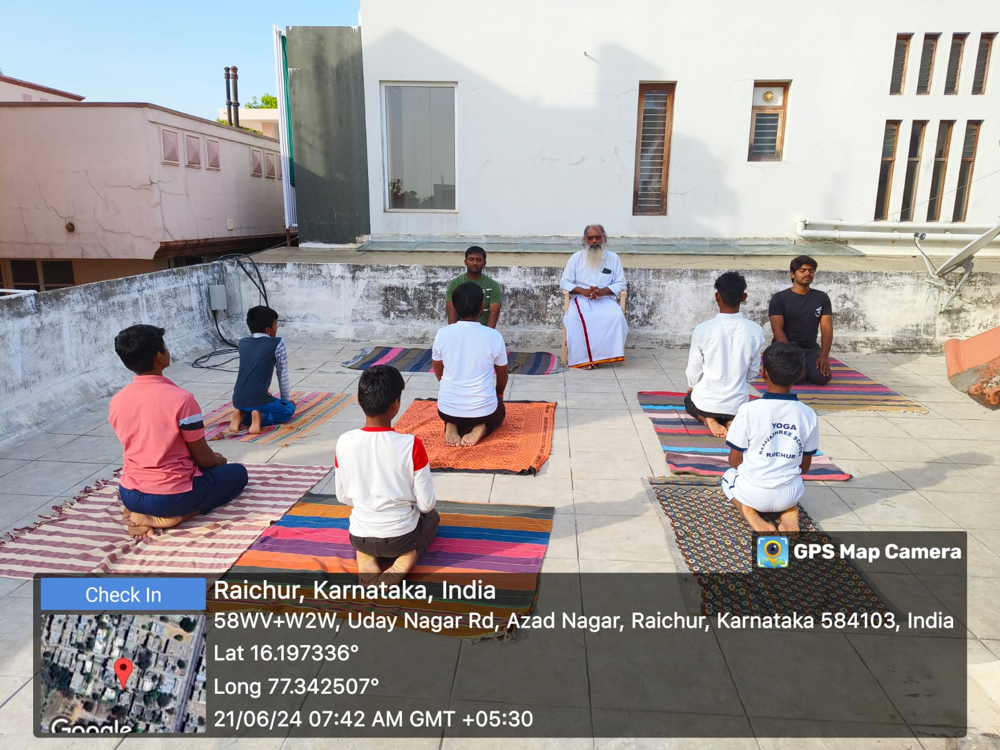 YOGA
BASAVASHREE SCHOOL
RAICHUR
GPS Map Camera
Check In
Raichur, Karnataka, India
58WV+W2W, Uday Nagar Rd, Azad Nagar, Raichur, Karnataka 584103, India
Lat 16.197336°
Long 77.342507°
21/06/24 07:42 AM GMT +05:30
Google